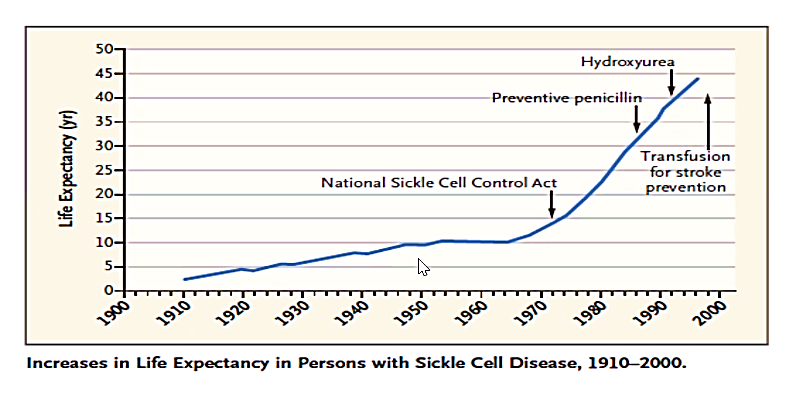 50
45
40
35
30
25
20
15
10
5
0
Life Expectancy (yr)
Hydroxyurea
Preventive penicillin
National Sickle Cell Control Act
Transfusion
for stroke
prevention
1900
1910
1920
1930
1940
1950
1960
1970
1980
1990
2000
Increases in Life Expectancy in Persons with Sickle Cell Disease, 1910–2000.